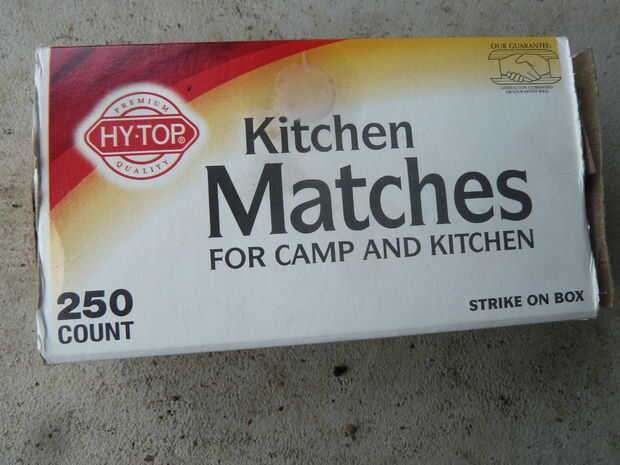 OUR GUARANTEE
PREMIUM
HY•TOP®
QUALITY
Kitchen
Matches
FOR CAMP AND KITCHEN
250
COUNT
STRIKE ON BOX